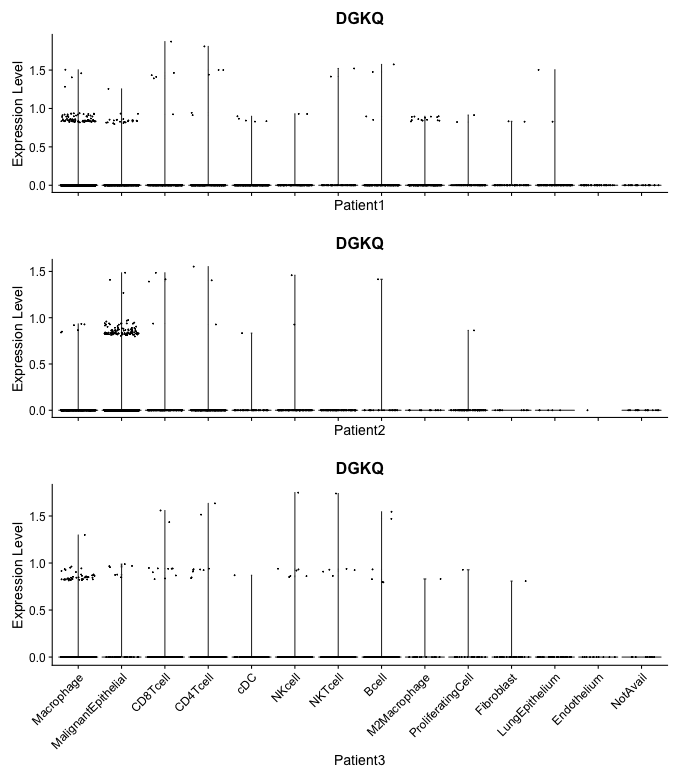 DGKQ
Expression Level
1.5
1.0
0.5
0.0
Patient1
DGKQ
Expression Level
1.5
1.0
0.5
0.0
Patient2
DGKQ
Expression Level
1.5
1.0
0.5
0.0
Macrophage
MalignantEpithelial
CD8Tcell
CD4Tcell
cDC
NKcell
NKTcell
Bcell
M2Macrophage
ProliferatingCell
Fibroblast
LungEpithelium
Endothelium
NotAvail
Patient3